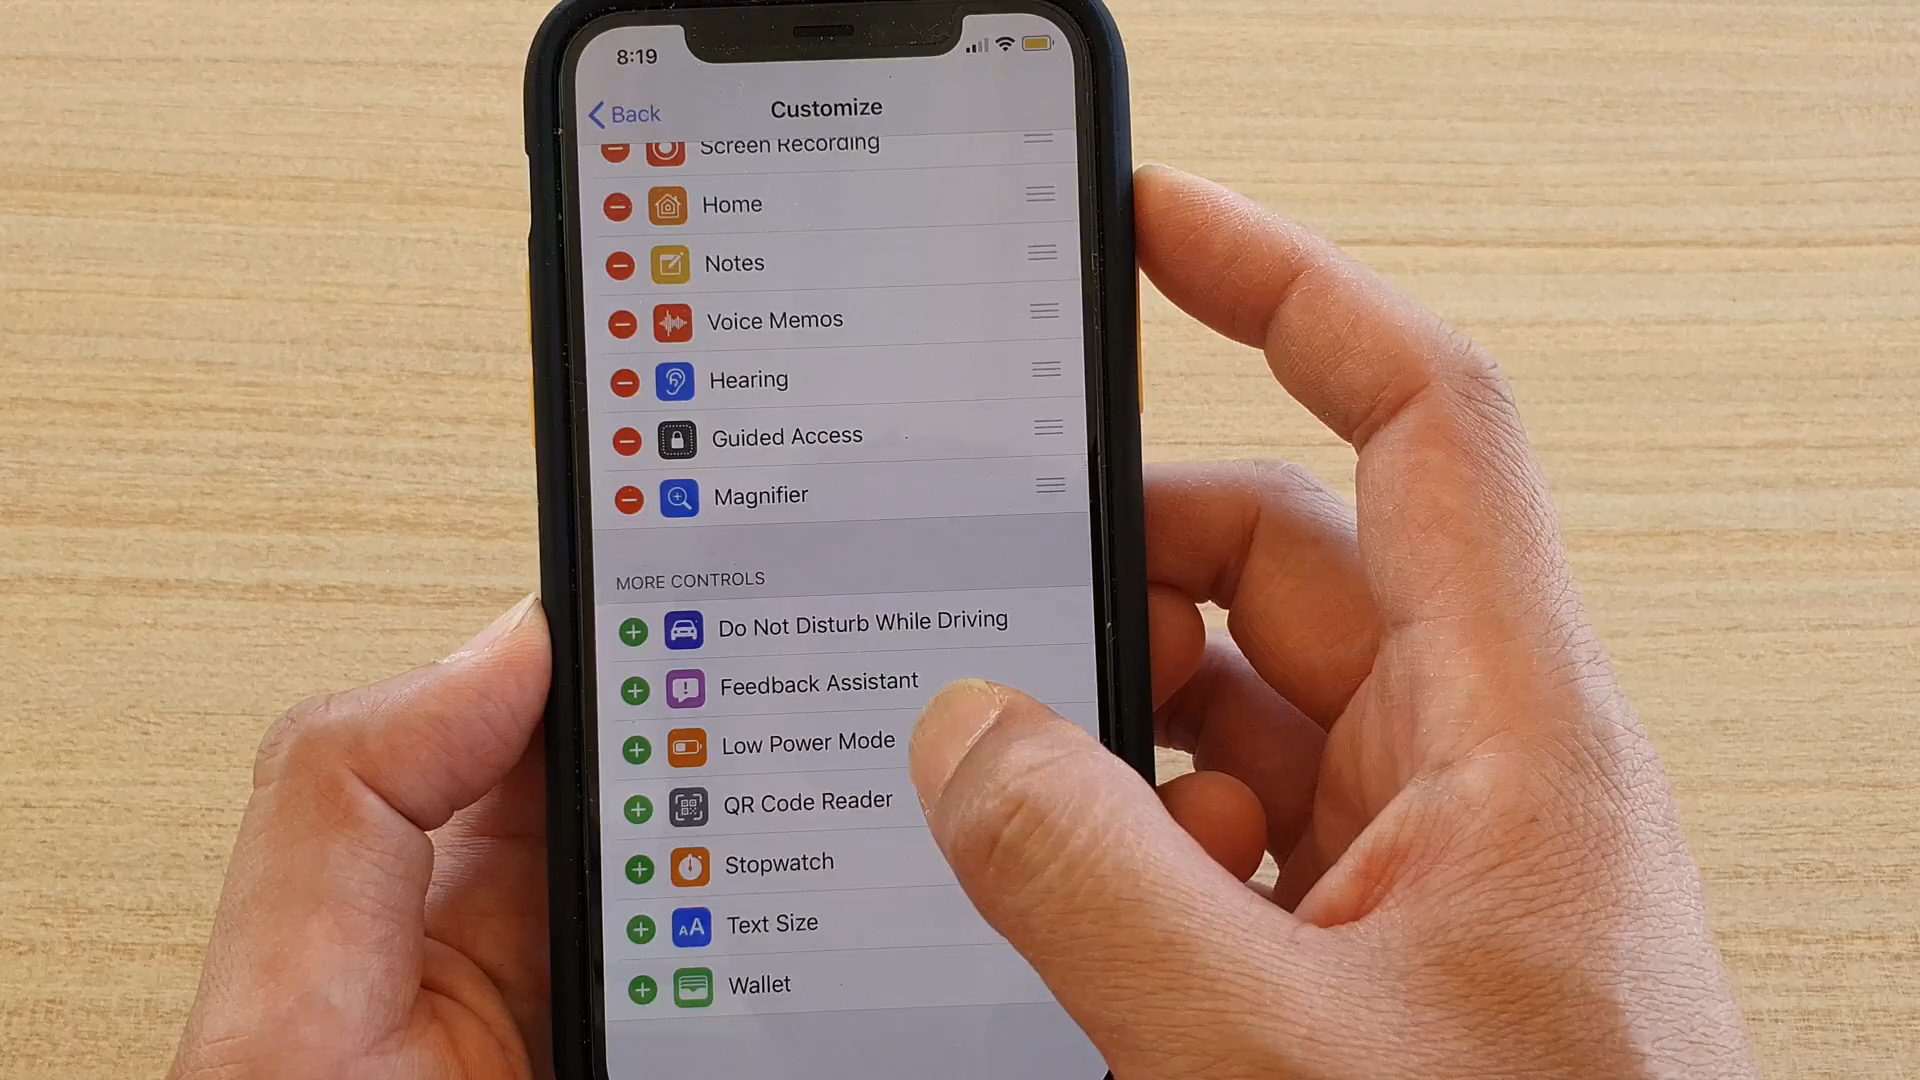 8:19
Back
Customize
Screen Recording
Home
Notes
Voice Memos
Hearing
Guided Access
Magnifier
MORE CONTROLS
Do Not Disturb While Driving
Feedback Assistant
Low Power Mode
QR Code Reader
Stopwatch
AA Text Size
Wallet